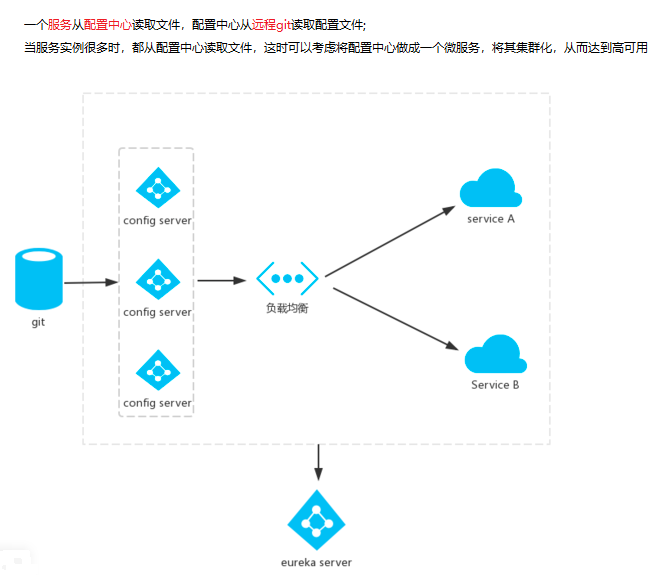 一个服务从配置中心读取文件，配置中心从远程git读取配置文件;
当服务实例很多时，都从配置中心读取文件，这时可以考虑将配置中心做成一个微服务，将其集群化，从而达到高可用
config server
service A
config server
负载均衡
git
config server
Service B
eureka server